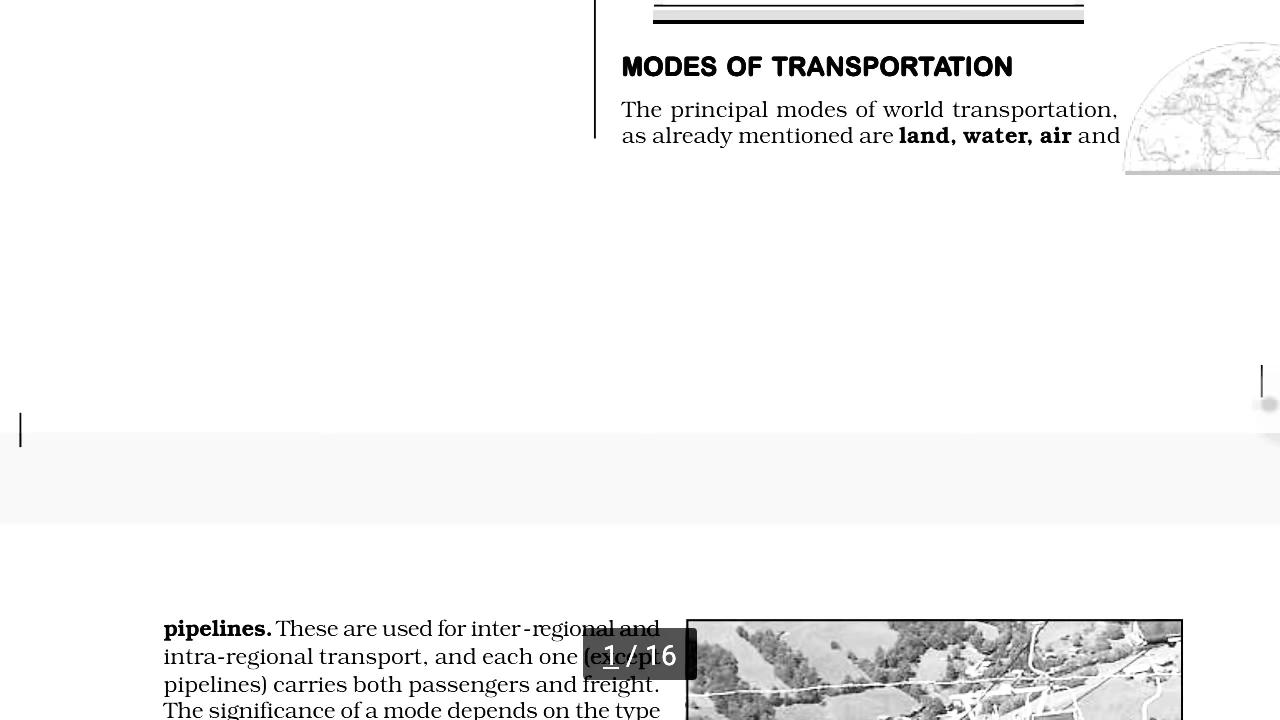 MODES OF TRANSPORTATION
The principal modes of world transportation,
as already mentioned are land, water, air and
pipelines. These are used for inter-regional and
intra-regional transport, and each one (except
pipelines) carries both passengers and freight.
The significance of a mode depends on the type
1 / 16